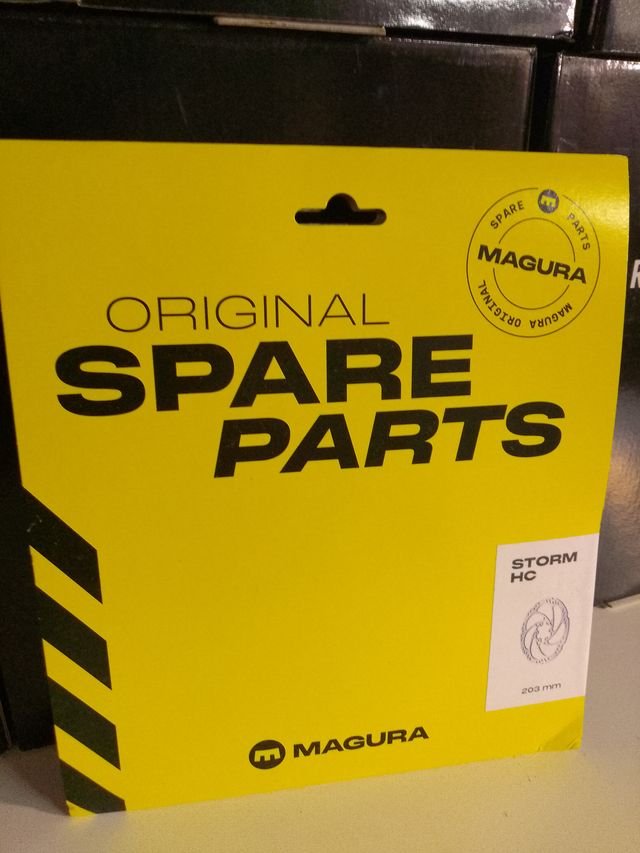 SPARE PARTS
MAGURA
MAGURA ORIGINAL
ORIGINAL
SPARE
PARTS
STORM
HC
203 mm
MAGURA
R